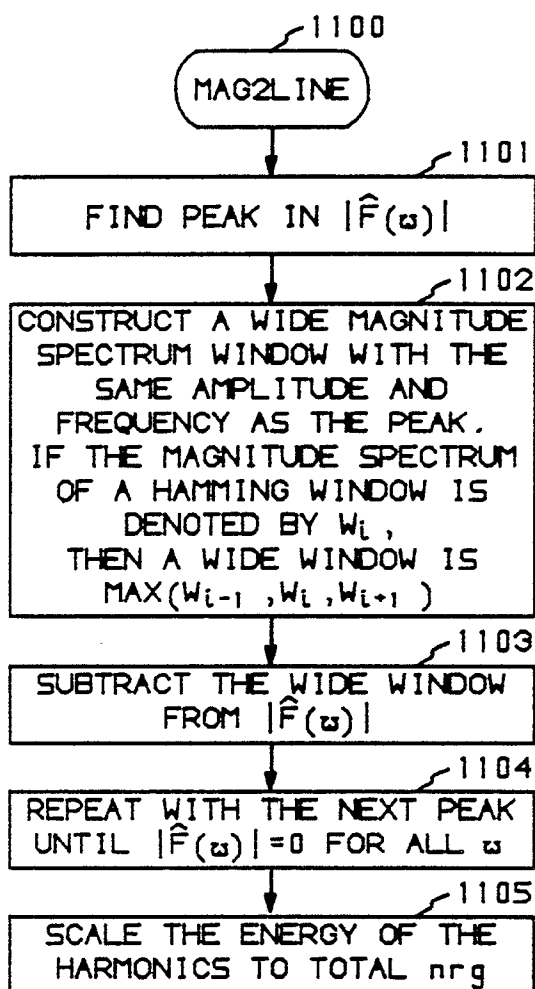 1100
MAG2LINE
1101
FIND PEAK IN |F̂(ω)|
1102
CONSTRUCT A WIDE MAGNITUDE
SPECTRUM WINDOW WITH THE
SAME AMPLITUDE AND
FREQUENCY AS THE PEAK.
IF THE MAGNITUDE SPECTRUM
OF A HAMMING WINDOW IS
DENOTED BY Wi,
THEN A WIDE WINDOW IS
MAX(Wi-1 ,Wi,Wi+1 )
1103
SUBTRACT THE WIDE WINDOW
FROM |F̂(ω)|
1104
REPEAT WITH THE NEXT PEAK
UNTIL |F̂(ω)|=0 FOR ALL ω
1105
SCALE THE ENERGY OF THE
HARMONICS TO TOTAL nrg